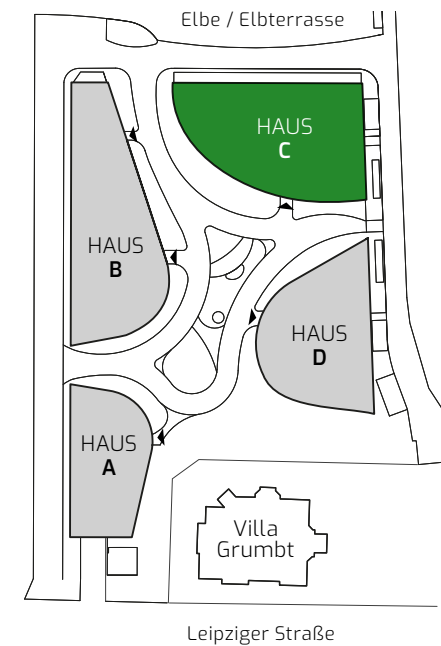 Elbe / Elbterrasse
HAUS
C
HAUS
B
HAUS
D
HAUS
A
Villa
Grumbt
Leipziger Straße